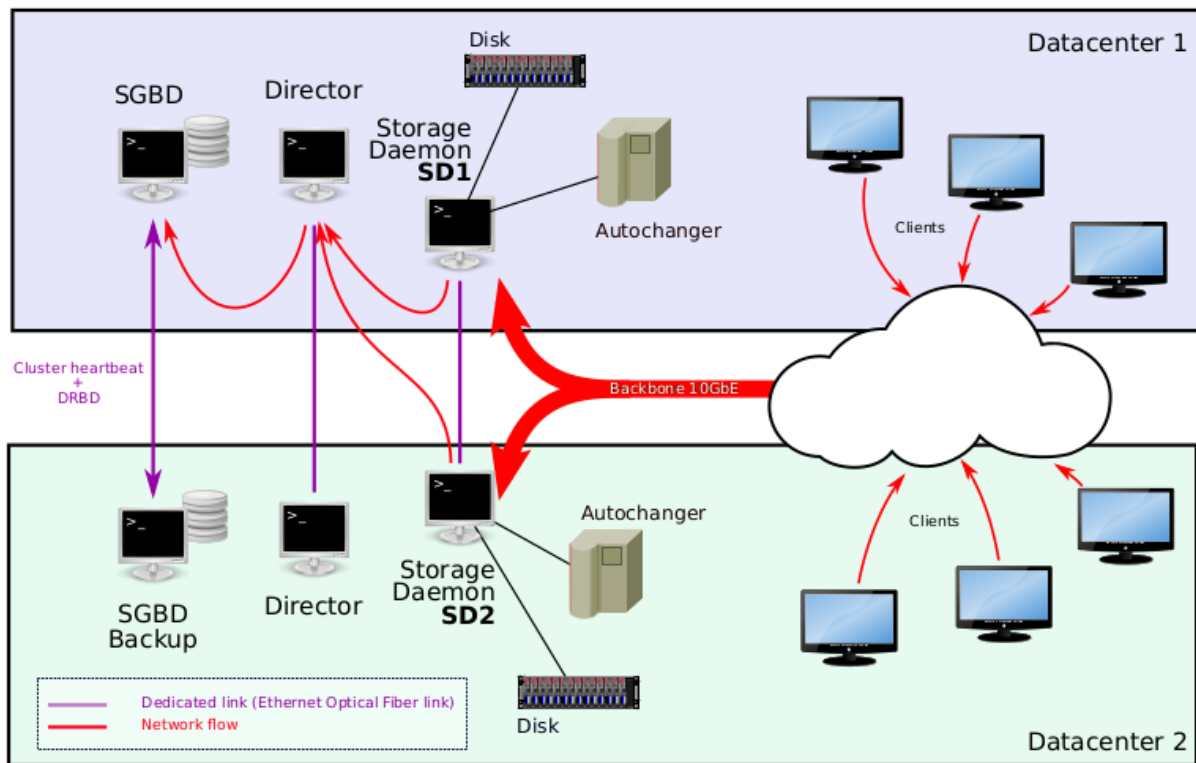 Datacenter 1
Disk
SGBD
Director
Storage
Daemon
SD1
>_
>_
>_
Autochanger
Clients
Cluster heartbeat
+
DRBD
Backbone 10GbE
>_
>_
>_
Autochanger
Clients
SGBD
Backup
Director
Storage
Daemon
SD2
Disk
Dedicated link (Ethernet Optical Fiber link)
Network flow
Datacenter 2